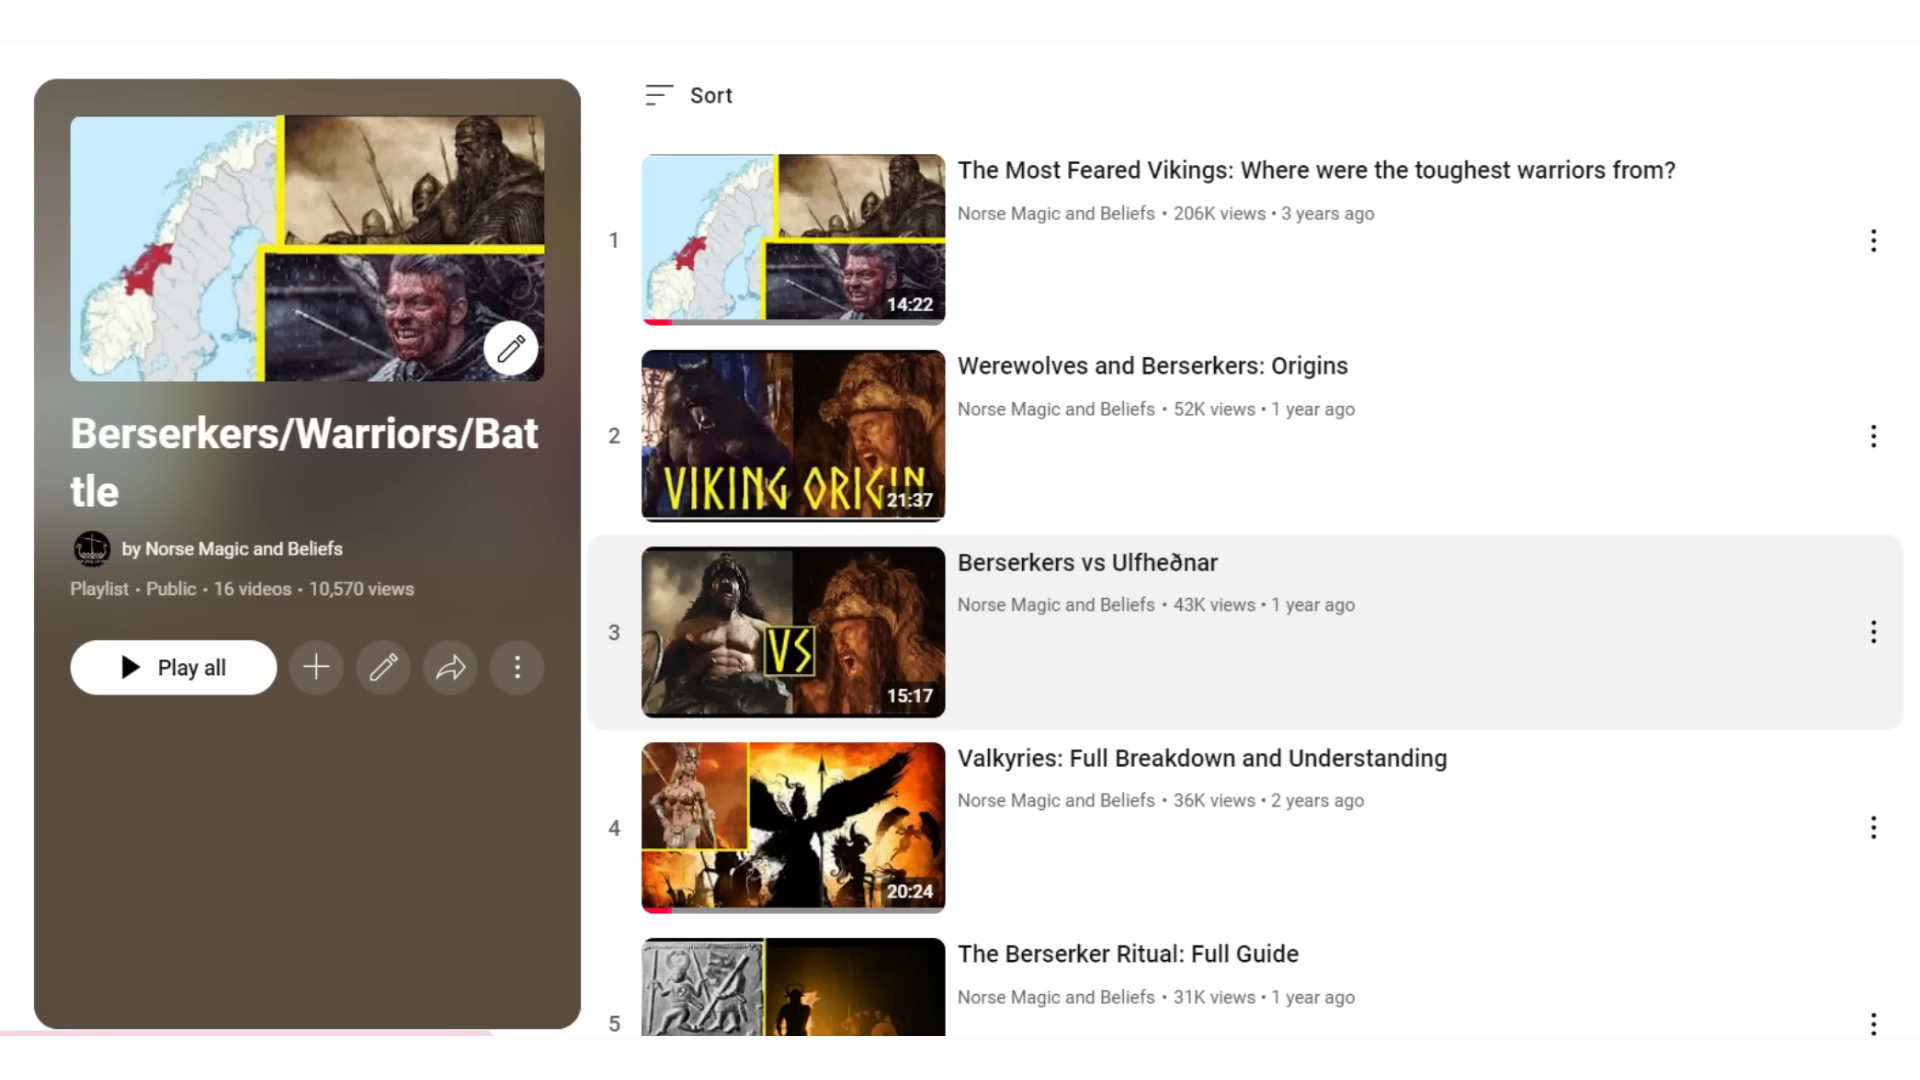 Berserkers/Warriors/Bat
tle
by Norse Magic and Beliefs
Playlist • Public • 16 videos • 10,570 views
Play all
Sort
1
14:22
The Most Feared Vikings: Where were the toughest warriors from?
Norse Magic and Beliefs • 206K views • 3 years ago
2
VIKING ORIGIN
21:37
Werewolves and Berserkers: Origins
Norse Magic and Beliefs • 52K views • 1 year ago
3
VS
15:17
Berserkers vs Ulfheðnar
Norse Magic and Beliefs • 43K views • 1 year ago
4
20:24
Valkyries: Full Breakdown and Understanding
Norse Magic and Beliefs • 36K views • 2 years ago
5
The Berserker Ritual: Full Guide
Norse Magic and Beliefs • 31K views • 1 year ago